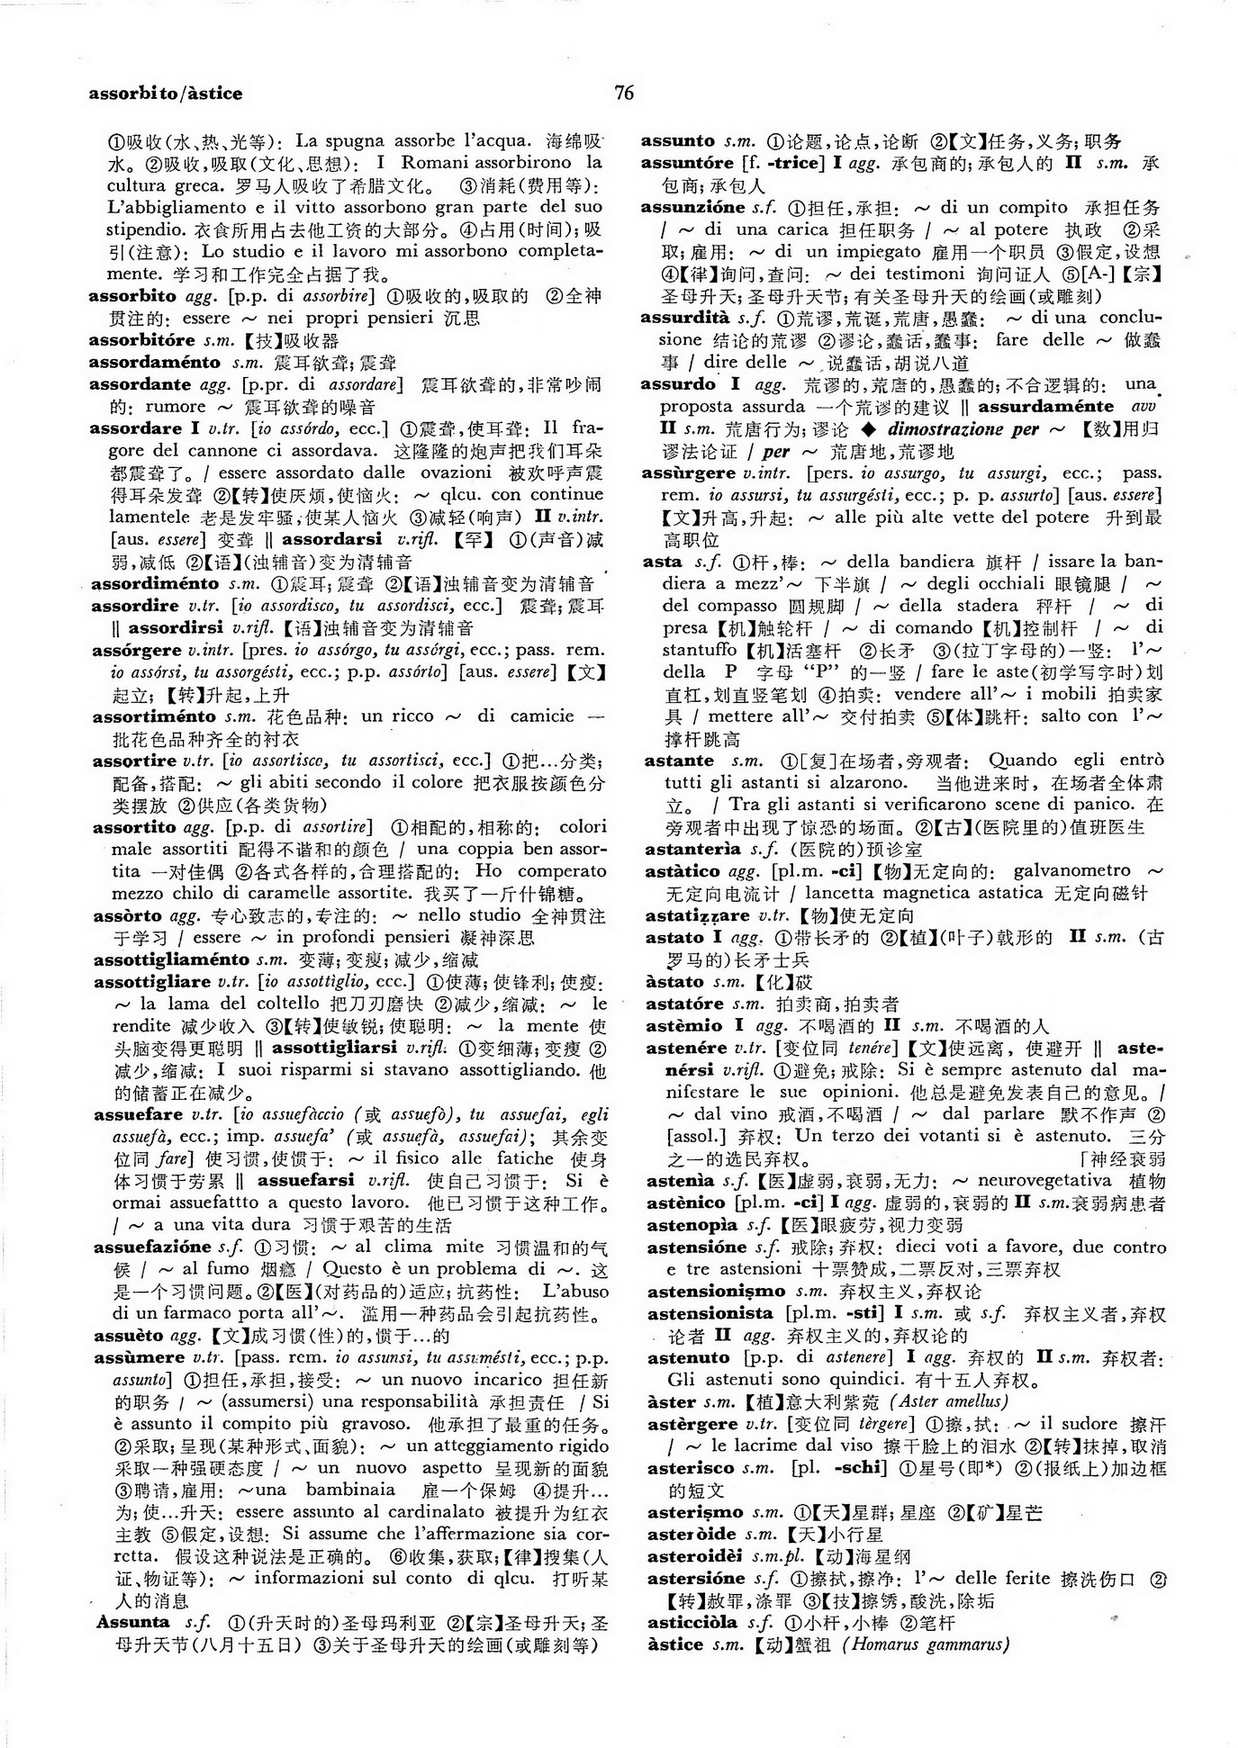 assorbito/àstice
76
①吸收(水、热、光等): La spugna assorbe l'acqua. 海绵吸
水。②吸收,吸取(文化、思想): I Romani assorbirono la
cultura greca. 罗马人吸收了希腊文化。 ③消耗(费用等):
L'abbigliamento e il vitto assorbono gran parte del suo
stipendio. 衣食所用占去他工资的大部分。④占用(时间);吸
引(注意): Lo studio e il lavoro mi assorbono completa-
mente. 学习和工作完全占据了我。
assorbito agg. [p.p. di assorbire] ①吸收的,吸取的 ②全神
贯注的: essere ～ nei propri pensieri 沉思
assorbitóre s.m. 【技】吸收器
assordaménto s.m. 震耳欲聋;震聋
assordante agg. [p.pr. di assordare] 震耳欲聋的,非常吵闹
的: rumore ～ 震耳欲聋的噪音
assordare I v.tr. [io assórdo, ecc.] ①震聋,使耳聋: Il fra-
gore del cannone ci assordava. 这隆隆的炮声把我们耳朵
都震聋了。/ essere assordato dalle ovazioni 被欢呼声震
得耳朵发聋 ②【转】使厌烦,使恼火: ～ qlcu. con continue
lamentele 老是发牢骚,使某人恼火 ③减轻(响声) II v.intr.
[aus. essere] 变聋 ‖ assordarsi v.rifl. 【罕】 ①(声音)减
弱,减低 ②【语】(浊辅音)变为清辅音
assordiménto s.m. ①震耳;震聋 ②【语】浊辅音变为清辅音
assordire v.tr. [io assordisco, tu assordisci, ecc.] 震聋;震耳
‖ assordirsi v.rifl. 【语】浊辅音变为清辅音
assórgere v.intr. [pres. io assórgo, tu assórgi, ecc.; pass. rem.
io assórsi, tu assorgésti, ecc.; p.p. assórto] [aus. essere] 【文】
起立; 【转】升起,上升
assortiménto s.m. 花色品种: un ricco ～ di camicie 一
批花色品种齐全的衬衣
assortire v.tr. [io assortisco, tu assortisci, ecc.] ①把…分类;
配备,搭配: ～ gli abiti secondo il colore 把衣服按颜色分
类摆放 ②供应(各类货物)
assortito agg. [p.p. di assortire] ①相配的,相称的: colori
male assortiti 配得不谐和的颜色 / una coppia ben assor-
tita 一对佳偶 ②各式各样的,合理搭配的: Ho comperato
mezzo chilo di caramelle assortite. 我买了一斤什锦糖。
assòrto agg. 专心致志的,专注的: ～ nello studio 全神贯注
于学习 / essere ～ in profondi pensieri 凝神深思
assottigliaménto s.m. 变薄;变瘦;减少,缩减
assottigliare v.tr. [io assottìglio, ecc.] ①使薄;使锋利;使瘦:
～ la lama del coltello 把刀刃磨快 ②减少,缩减: ～ le
rendite 减少收入 ③【转】使敏锐;使聪明: ～ la mente 使
头脑变得更聪明 ‖ assottigliarsi v.rifl. ①变细薄;变瘦 ②
减少,缩减: I suoi risparmi si stavano assottigliando. 他
的储蓄正在减少。
assuefare v.tr. [io assuefàccio (或 assuefò), tu assuefai, egli
assuefà, ecc.; imp. assuefa' (或 assuefà, assuefai); 其余变
位同 fare] 使习惯,使惯于: ～ il fisico alle fatiche 使身
体习惯于劳累 ‖ assuefarsi v.rifl. 使自己习惯于: Si è
ormai assuefattto a questo lavoro. 他已习惯于这种工作。
/ ～ a una vita dura 习惯于艰苦的生活
assuefazióne s.f. ①习惯: ～ al clima mite 习惯温和的气
候 / ～ al fumo 烟瘾 / Questo è un problema di ～. 这
是一个习惯问题。②【医】(对药品的)适应;抗药性: L'abuso
di un farmaco porta all'～. 滥用一种药品会引起抗药性。
assuèto agg. 【文】成习惯(性)的,惯于…的
assùmere v.tr. [pass. rem. io assunsi, tu assumésti, ecc.; p.p.
assunto] ①担任,承担,接受: ～ un nuovo incarico 担任新
的职务 / ～ (assumersi) una responsabilità 承担责任 / Si
è assunto il compito più gravoso. 他承担了最重的任务。
②采取;呈现(某种形式、面貌): ～ un atteggiamento rigido
采取一种强硬态度 / ～ un nuovo aspetto 呈现新的面貌
③聘请,雇用: ～una bambinaia 雇一个保姆 ④提升…
为;使…升天: essere assunto al cardinalato 被提升为红衣
主教 ⑤假定,设想: Si assume che l'affermazione sia cor-
retta. 假设这种说法是正确的。 ⑥收集,获取;【律】搜集(人
证、物证等): ～ informazioni sul conto di qlcu. 打听某
人的消息
Assunta s.f. ①(升天时的)圣母玛利亚 ②【宗】圣母升天;圣
母升天节(八月十五日) ③关于圣母升天的绘画(或雕刻等)
assunto s.m. ①论题,论点,论断 ②【文】任务,义务;职务
assuntóre [f. -trice] I agg. 承包商的;承包人的 II s.m. 承
包商;承包人
assunzióne s.f. ①担任,承担: ～ di un compito 承担任务
/ ～ di una carica 担任职务 / ～ al potere 执政 ②采
取;雇用: ～ di un impiegato 雇用一个职员 ③假定,设想
④【律】询问,查问: ～ dei testimoni 询问证人 ⑤[A-]【宗】
圣母升天;圣母升天节;有关圣母升天的绘画(或雕刻)
assurdità s.f. ①荒谬,荒诞,荒唐,愚蠢: ～ di una conclu-
sione 结论的荒谬 ②谬论,蠢话,蠢事: fare delle ～ 做蠢
事 / dire delle ～ 说蠢话,胡说八道
assurdo I agg. 荒谬的,荒唐的,愚蠢的;不合逻辑的: una
proposta assurda 一个荒谬的建议 ‖ assurdaménte avv
II s.m. 荒唐行为;谬论 ◆ dimostrazione per ～ 【数】用归
谬法论证 / per ～ 荒唐地,荒谬地
assùrgere v.intr. [pers. io assurgo, tu assurgi, ecc.; pass.
rem. io assursi, tu assurgésti, ecc.; p. p. assurto] [aus. essere]
【文】升高,升起: ～ alle più alte vette del potere 升到最
高职位
asta s.f. ①杆,棒: ～ della bandiera 旗杆 / issare la ban-
diera a mezz'～ 下半旗 / ～ degli occhiali 眼镜腿 / ～
del compasso 圆规脚 / ～ della stadera 秤杆 / ～ di
presa 【机】触轮杆 / ～ di comando 【机】控制杆 / ～ di
stantuffo 【机】活塞杆 ②长矛 ③(拉丁字母的)一竖: l'～
della P 字母 “P” 的一竖 / fare le aste(初学写字时)划
直杠,划直竖笔划 ④拍卖: vendere all'～ i mobili 拍卖家
具 / mettere all'～ 交付拍卖 ⑤【体】跳杆: salto con l'～
撑杆跳高
astante s.m. ①[复]在场者,旁观者: Quando egli entrò
tutti gli astanti si alzarono. 当他进来时, 在场者全体肃
立。 / Tra gli astanti si verificarono scene di panico. 在
旁观者中出现了惊恐的场面。②【古】(医院里的)值班医生
astanterìa s.f. (医院的)预诊室
astàtico agg. [pl.m. -ci] 【物】无定向的: galvanometro ～
无定向电流计 / lancetta magnetica astatica 无定向磁针
astatizzare v.tr. 【物】使无定向
astato I agg. ①带长矛的 ②【植】(叶子)戟形的 II s.m. (古
罗马的)长矛士兵
àstato s.m. 【化】砹
astatóre s.m. 拍卖商,拍卖者
astèmio I agg. 不喝酒的 II s.m. 不喝酒的人
astenére v.tr. [变位同 tenére] 【文】使远离, 使避开 ‖ aste-
nérsi v.rifl. ①避免;戒除: Si è sempre astenuto dal ma-
nifestare le sue opinioni. 他总是避免发表自己的意见。/
～ dal vino 戒酒,不喝酒 / ～ dal parlare 默不作声 ②
[assol.] 弃权: Un terzo dei votanti si è astenuto. 三分
之一的选民弃权。 「神经衰弱
astenìa s.f. 【医】虚弱,衰弱,无力: ～ neurovegetativa 植物
astènico [pl.m. -ci] I agg. 虚弱的,衰弱的 II s.m.衰弱病患者
astenopìa s.f. 【医】眼疲劳,视力变弱
astensióne s.f. 戒除;弃权: dieci voti a favore, due contro
e tre astensioni 十票赞成,二票反对,三票弃权
astensionismo s.m. 弃权主义,弃权论
astensionista [pl.m. -sti] I s.m. 或 s.f. 弃权主义者,弃权
论者 II agg. 弃权主义的,弃权论的
astenuto [p.p. di astenere] I agg. 弃权的 II s.m. 弃权者:
Gli astenuti sono quindici. 有十五人弃权。
àster s.m. 【植】意大利紫菀 (Aster amellus)
astèrgere v.tr. [变位同 tèrgere] ①擦,拭: ～ il sudore 擦汗
/ ～ le lacrime dal viso 擦干脸上的泪水 ②【转】抹掉,取消
asterisco s.m. [pl. -schi] ①星号(即*) ②(报纸上)加边框
的短文
asterismo s.m. ①【天】星群;星座 ②【矿】星芒
asteròide s.m. 【天】小行星
asteroidèi s.m.pl. 【动】海星纲
astersióne s.f. ①擦拭,擦净: l'～ delle ferite 擦洗伤口 ②
【转】赦罪,涤罪 ③【技】擦锈,酸洗,除垢
asticciòla s.f. ①小杆,小棒 ②笔杆
àstice s.m. 【动】蟹祖 (Homarus gammarus)